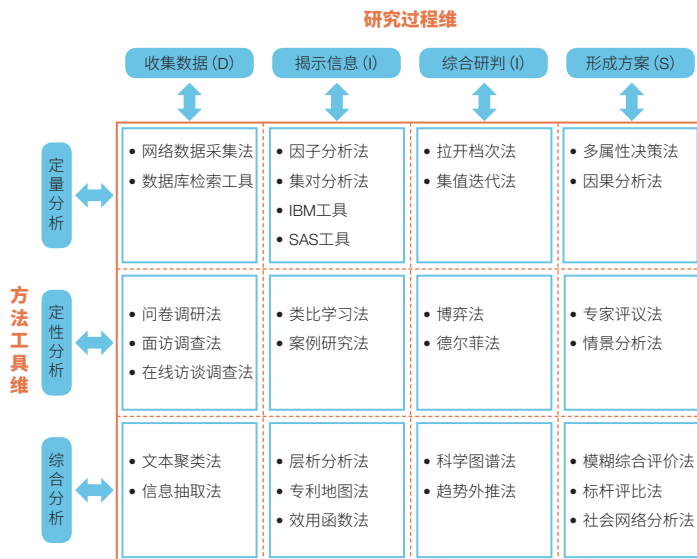 研究过程维
收集数据(D)
揭示信息(I)
综合研判(I)
形成方案(S)
方法工具维
定量分析
• 网络数据采集法
• 数据库检索工具
• 因子分析法
• 集对分析法
• IBM工具
• SAS工具
• 拉开档次法
• 集值迭代法
• 多属性决策法
• 因果分析法
定性分析
• 问卷调研法
• 面访调查法
• 在线访谈调查法
• 类比学习法
• 案例研究法
• 博弈法
• 德尔菲法
• 专家评议法
• 情景分析法
综合分析
• 文本聚类法
• 信息抽取法
• 层析分析法
• 专利地图法
• 效用函数法
• 科学图谱法
• 趋势外推法
• 模糊综合评价法
• 标杆评比法
• 社会网络分析法